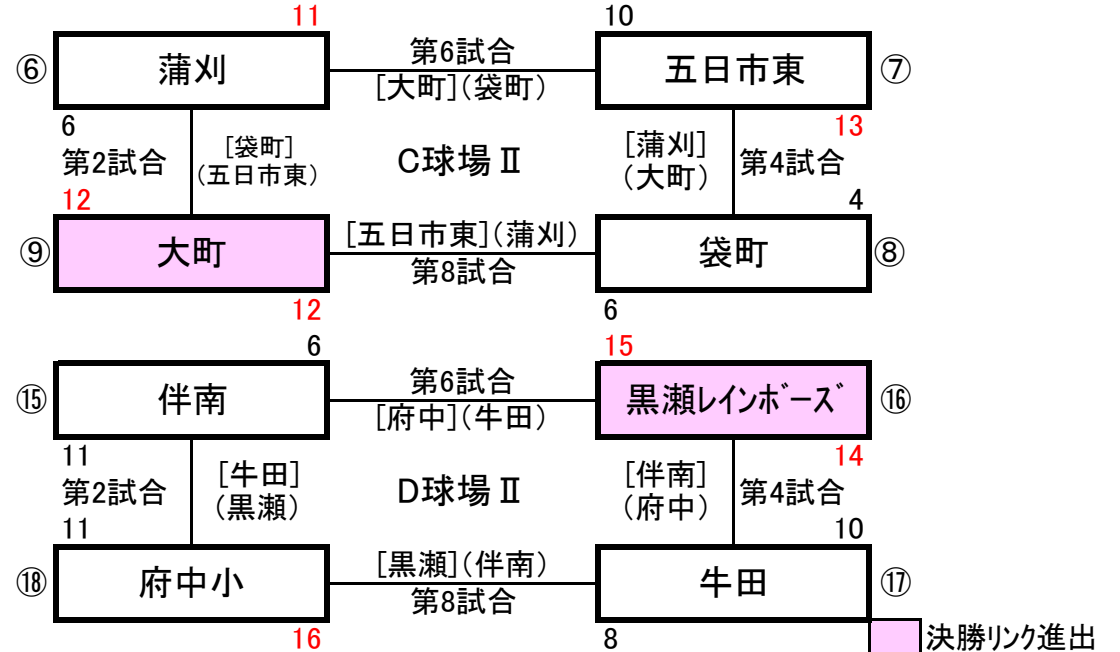 11
10
⑥
蒲刈
第6試合
[大町](袋町)
五日市東
⑦
6
第2試合
12
[袋町]
(五日市東)
C球場Ⅱ
[蒲刈]
(大町)
13
第4試合
4
⑨
大町
[五日市東](蒲刈)
第8試合
袋町
⑧
12
6
6
15
⑮
伴南
第6試合
[府中](牛田)
黒瀬レインボーズ
⑯
11
第2試合
11
[牛田]
(黒瀬)
D球場Ⅱ
[伴南]
(府中)
14
第4試合
10
⑱
府中小
[黒瀬](伴南)
第8試合
牛田
⑰
16
8
決勝リンク進出